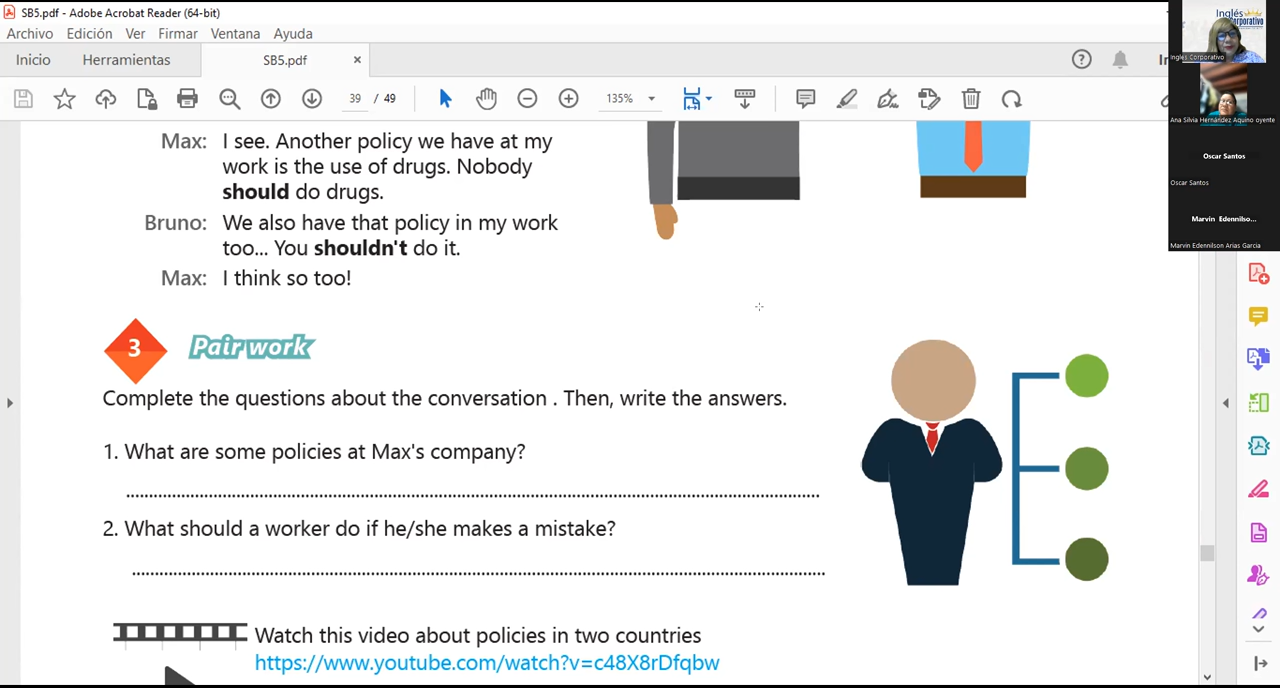 SB5.pdf - Adobe Acrobat Reader (64-bit)
Archivo Edición Ver Firmar Ventana Ayuda
Inicio Herramientas SB5.pdf ×
39 / 49 135%
Max: I see. Another policy we have at my
work is the use of drugs. Nobody
should do drugs.
Bruno: We also have that policy in my work
too... You shouldn't do it.
Max: I think so too!
3 Pair work
Complete the questions about the conversation . Then, write the answers.
1. What are some policies at Max's company?
2. What should a worker do if he/she makes a mistake?
Watch this video about policies in two countries
https://www.youtube.com/watch?v=c48X8rDfqbw
Inglés
Corporativo
Inglés Corporativo
Ana Silvia Hernández Aquino oyente
Oscar Santos
Oscar Santos
Marvin Edennilso...
Marvin Edennilson Arias Garcia